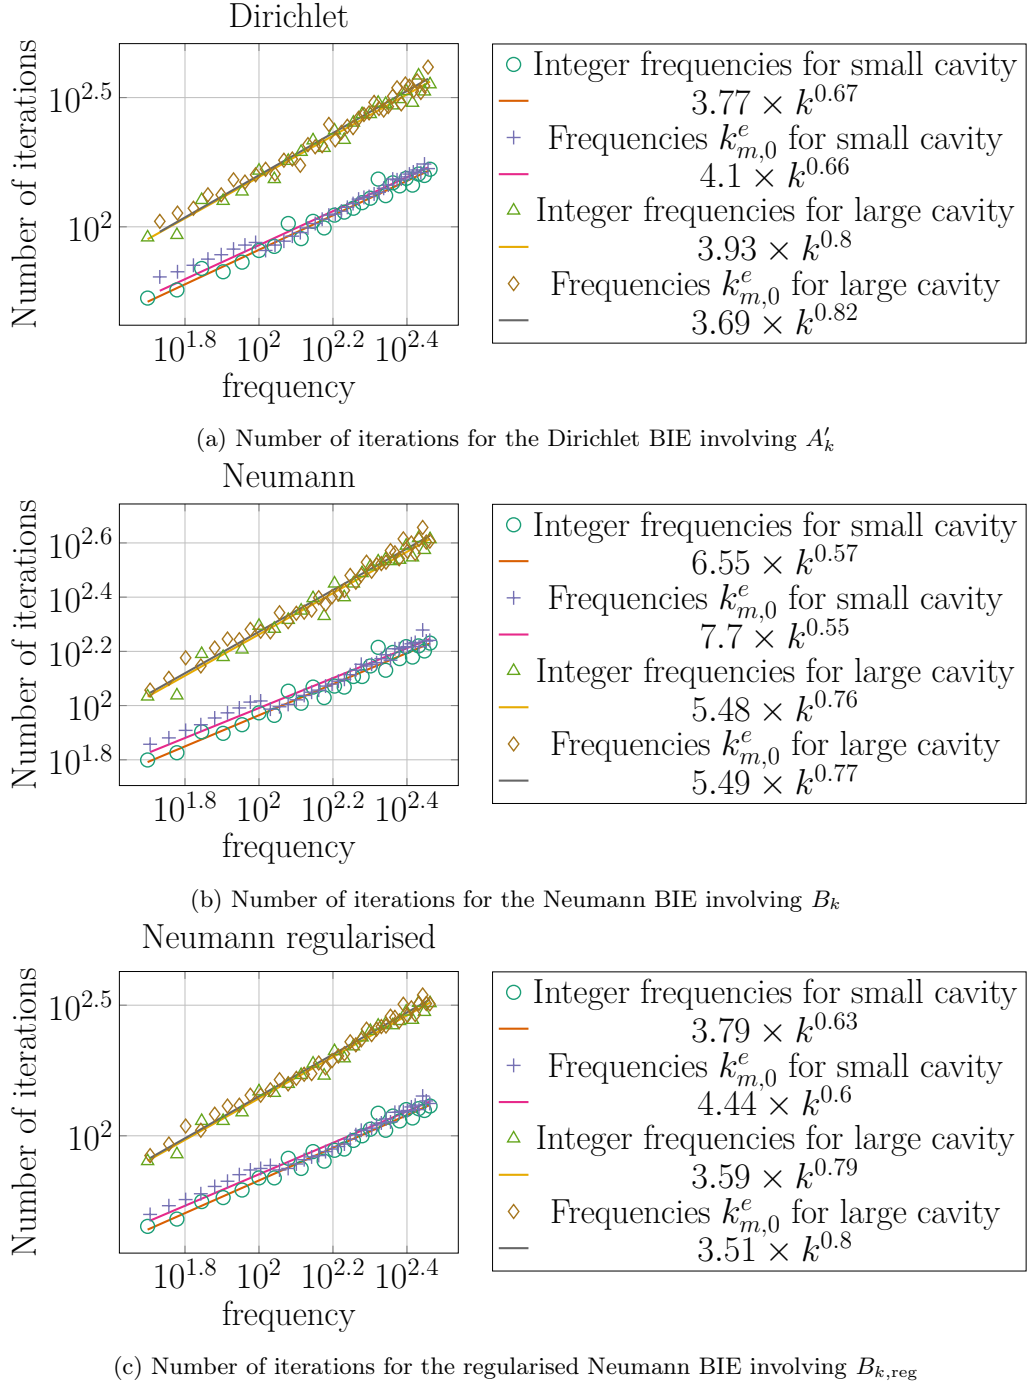 Dirichlet
Number of iterations
10^{2.5}
10^{2}
10^{1.8} 10^{2} 10^{2.2} 10^{2.4}
frequency
Integer frequencies for small cavity
3.77 × k^{0.67}
Frequencies k^{e}_{m,0} for small cavity
4.1 × k^{0.66}
Integer frequencies for large cavity
3.93 × k^{0.8}
Frequencies k^{e}_{m,0} for large cavity
3.69 × k^{0.82}
(a) Number of iterations for the Dirichlet BIE involving A′_{k}
Neumann
Number of iterations
10^{2.6}
10^{2.4}
10^{2.2}
10^{2}
10^{1.8}
10^{1.8} 10^{2} 10^{2.2} 10^{2.4}
frequency
Integer frequencies for small cavity
6.55 × k^{0.57}
Frequencies k^{e}_{m,0} for small cavity
7.7 × k^{0.55}
Integer frequencies for large cavity
5.48 × k^{0.76}
Frequencies k^{e}_{m,0} for large cavity
5.49 × k^{0.77}
(b) Number of iterations for the Neumann BIE involving B_{k}
Neumann regularised
Number of iterations
10^{2.5}
10^{2}
10^{1.8} 10^{2} 10^{2.2} 10^{2.4}
frequency
Integer frequencies for small cavity
3.79 × k^{0.63}
Frequencies k^{e}_{m,0} for small cavity
4.44 × k^{0.6}
Integer frequencies for large cavity
3.59 × k^{0.79}
Frequencies k^{e}_{m,0} for large cavity
3.51 × k^{0.8}
(c) Number of iterations for the regularised Neumann BIE involving B_{k,reg}